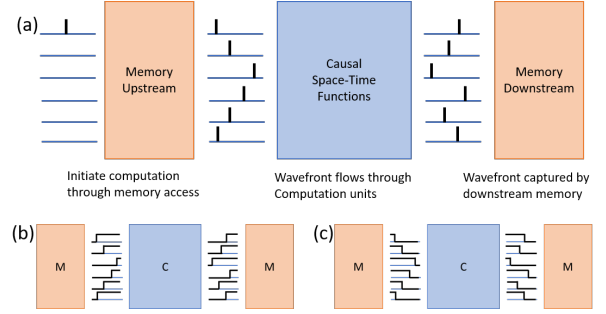 (a)
Memory
Upstream
Causal
Space-Time
Functions
Memory
Downstream
Initiate computation
through memory access
Wavefront flows through
Computation units
Wavefront captured by
downstream memory
(b)
M
C
M
(c)
M
C
M